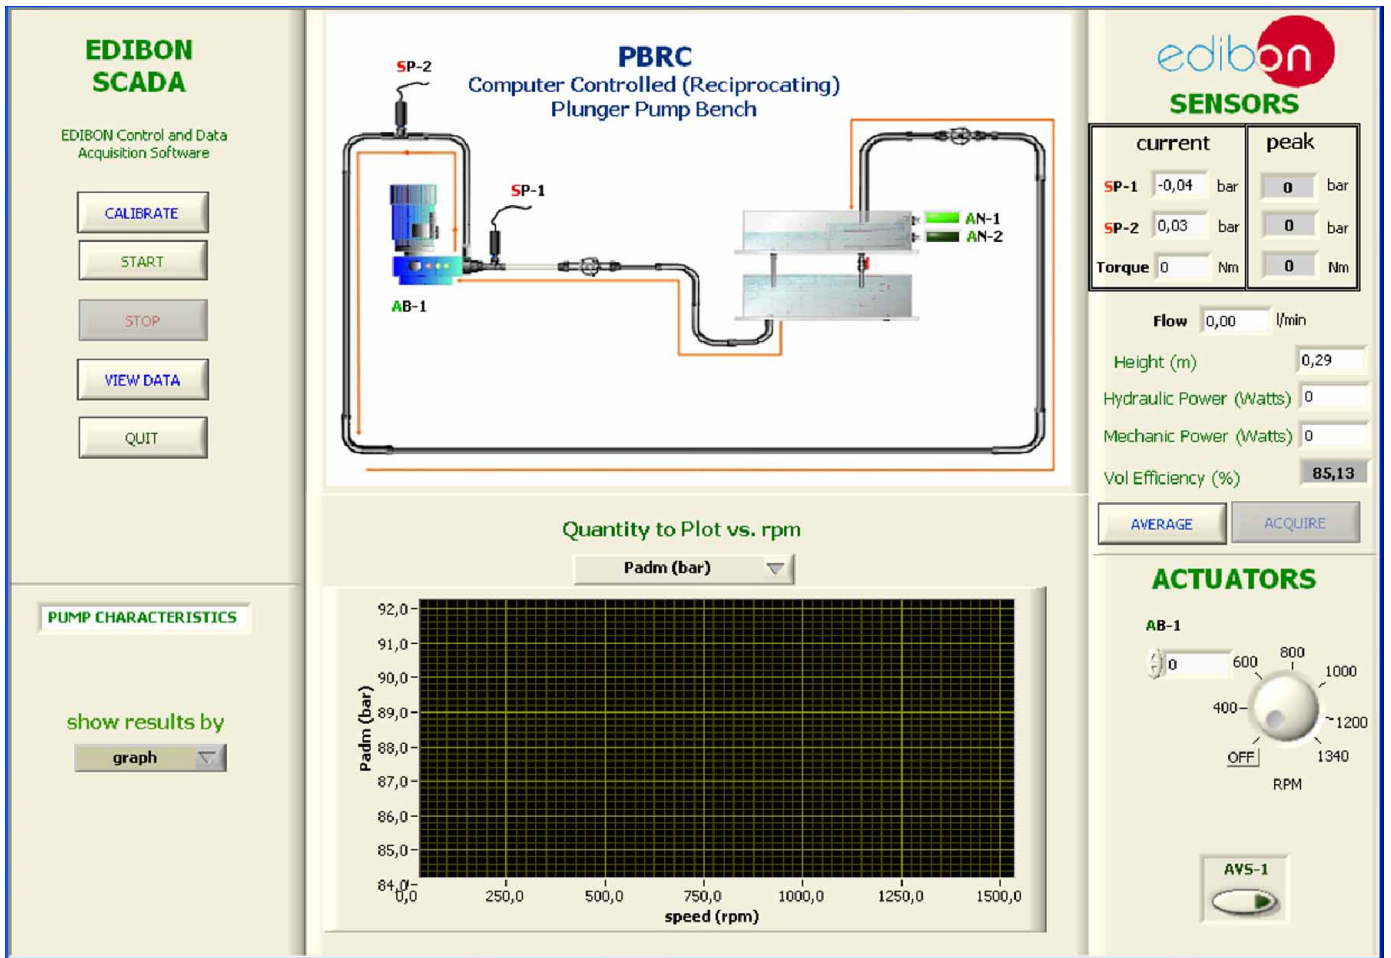 EDIBON
SCADA
EDIBON Control and Data
Acquisition Software
CALIBRATE
START
STOP
VIEW DATA
QUIT
PUMP CHARACTERISTICS
show results by
graph
PBRC
Computer Controlled (Reciprocating)
Plunger Pump Bench
SP-2
SP-1
AB-1
AN-1
AN-2
Quantity to Plot vs. rpm
Padm (bar)
92,0
91,0
90,0
89,0
88,0
87,0
86,0
85,0
84,0
Padm (bar)
0,0 250,0 500,0 750,0 1000,0 1250,0 1500,0
speed (rpm)
edibon
SENSORS
current peak
SP-1 -0,04 bar 0 bar
SP-2 0,03 bar 0 bar
Torque 0 Nm 0 Nm
Flow 0,00 l/min
Height (m) 0,29
Hydraulic Power (Watts) 0
Mechanic Power (Watts) 0
Vol Efficiency (%) 85,13
AVERAGE ACQUIRE
ACTUATORS
AB-1
0
OFF 400 600 800 1000 1200 1340
RPM
AVS-1